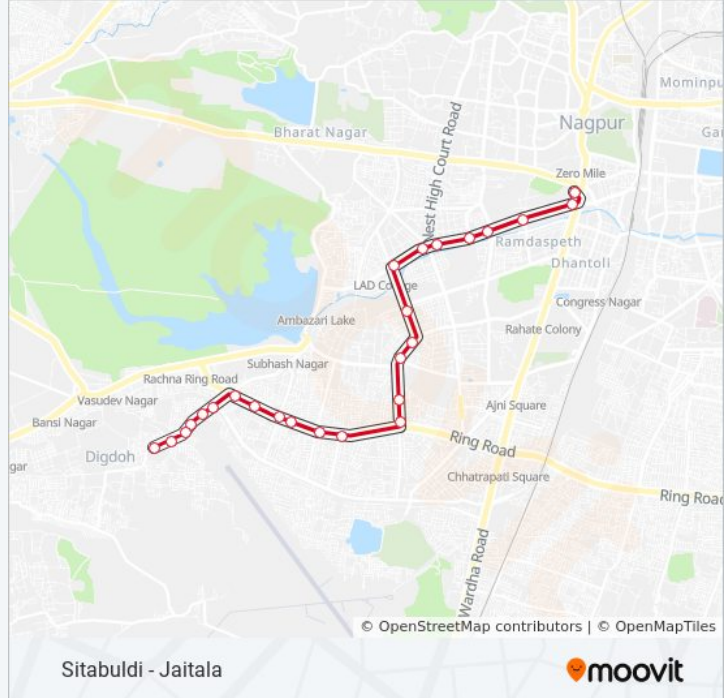 Mominpu
Nagpur
Bharat Nagar
West High Court Road
Zero Mile
Ramdaspeth
Dhantoli
LAD College
Congress Nagar
Ambazari Lake
Rahate Colony
Subhash Nagar
Rachna Ring Road
Vasudev Nagar
Ajni Square
Bansi Nagar
Ring Road
Digdoh
gar
Chhatrapati Square
Ring Road
Wardha Road
© OpenStreetMap contributors | © OpenMapTiles
Sitabuldi - Jaitala
moovit